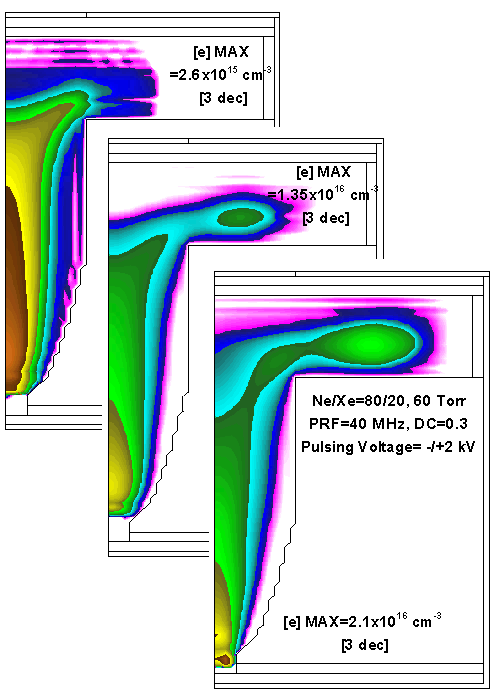 [e] MAX
=2.6x10^15 cm^-3
[3 dec]
[e] MAX
=1.35x10^16 cm^-3
[3 dec]
Ne/Xe=80/20, 60 Torr
PRF=40 MHz, DC=0.3
Pulsing Voltage= -/+2 kV
[e] MAX=2.1x10^16 cm^-3
[3 dec]